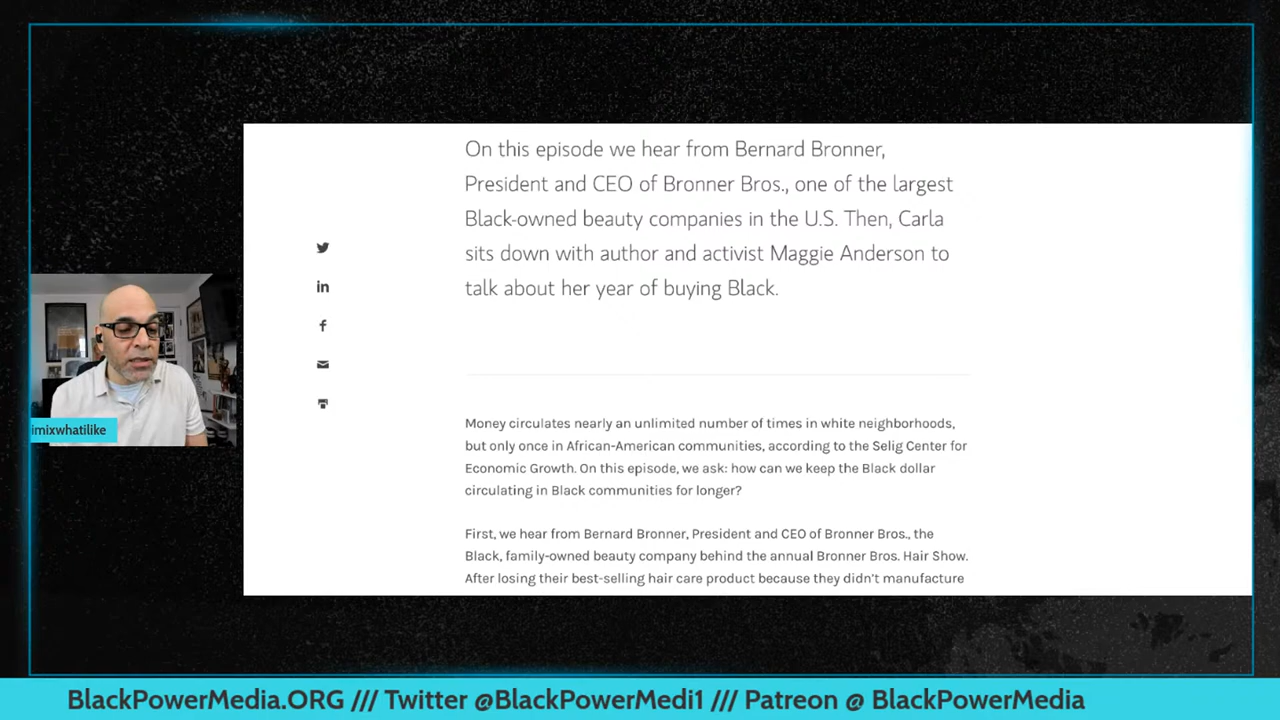 On this episode we hear from Bernard Bronner,
President and CEO of Bronner Bros., one of the largest
Black-owned beauty companies in the U.S. Then, Carla
sits down with author and activist Maggie Anderson to
talk about her year of buying Black.
imixwhatilike
Money circulates nearly an unlimited number of times in white neighborhoods,
but only once in African-American communities, according to the Selig Center for
Economic Growth. On this episode, we ask: how can we keep the Black dollar
circulating in Black communities for longer?
First, we hear from Bernard Bronner, President and CEO of Bronner Bros., the
Black, family-owned beauty company behind the annual Bronner Bros. Hair Show.
After losing their best-selling hair care product because they didn't manufacture
BlackPowerMedia.ORG /// Twitter @BlackPowerMedi1 /// Patreon @ BlackPowerMedia